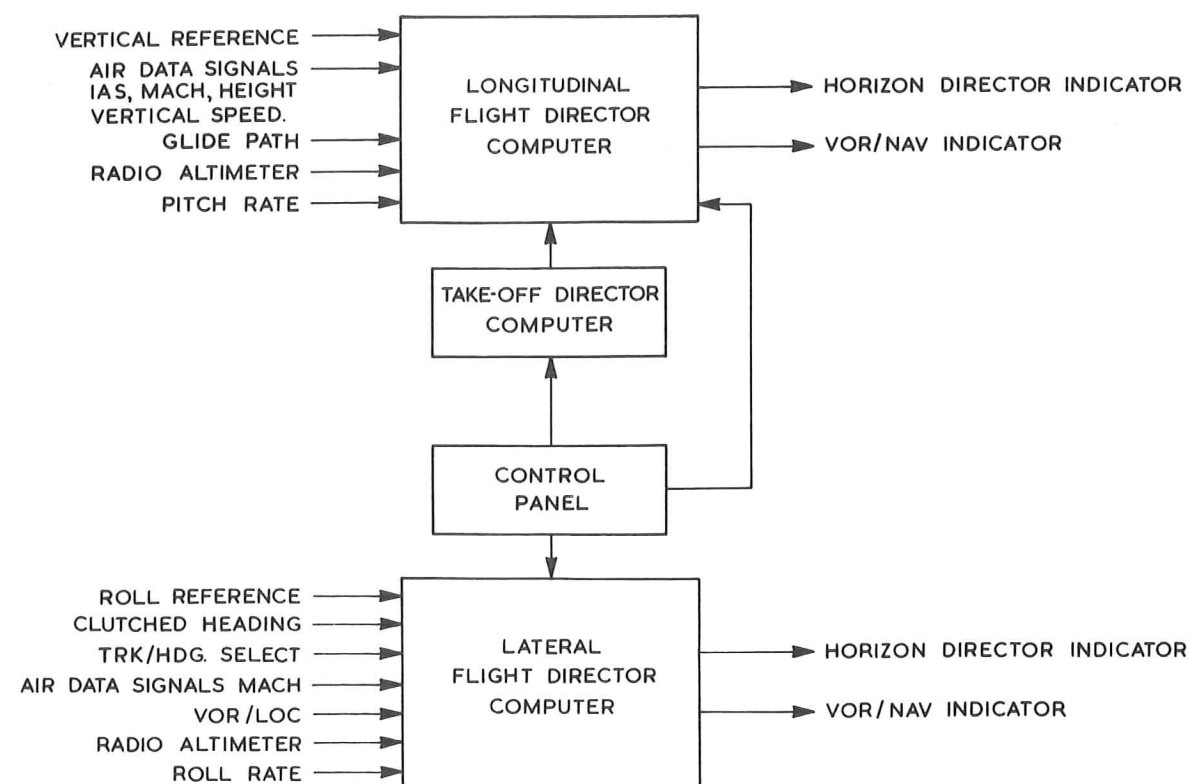 VERTICAL REFERENCE
AIR DATA SIGNALS
IAS, MACH, HEIGHT
VERTICAL SPEED.
GLIDE PATH
RADIO ALTIMETER
PITCH RATE
LONGITUDINAL
FLIGHT DIRECTOR
COMPUTER
HORIZON DIRECTOR INDICATOR
VOR/NAV INDICATOR
TAKE-OFF DIRECTOR
COMPUTER
CONTROL
PANEL
ROLL REFERENCE
CLUTCHED HEADING
TRK/HDG. SELECT
AIR DATA SIGNALS MACH
VOR/LOC
RADIO ALTIMETER
ROLL RATE
LATERAL
FLIGHT DIRECTOR
COMPUTER
HORIZON DIRECTOR INDICATOR
VOR/NAV INDICATOR